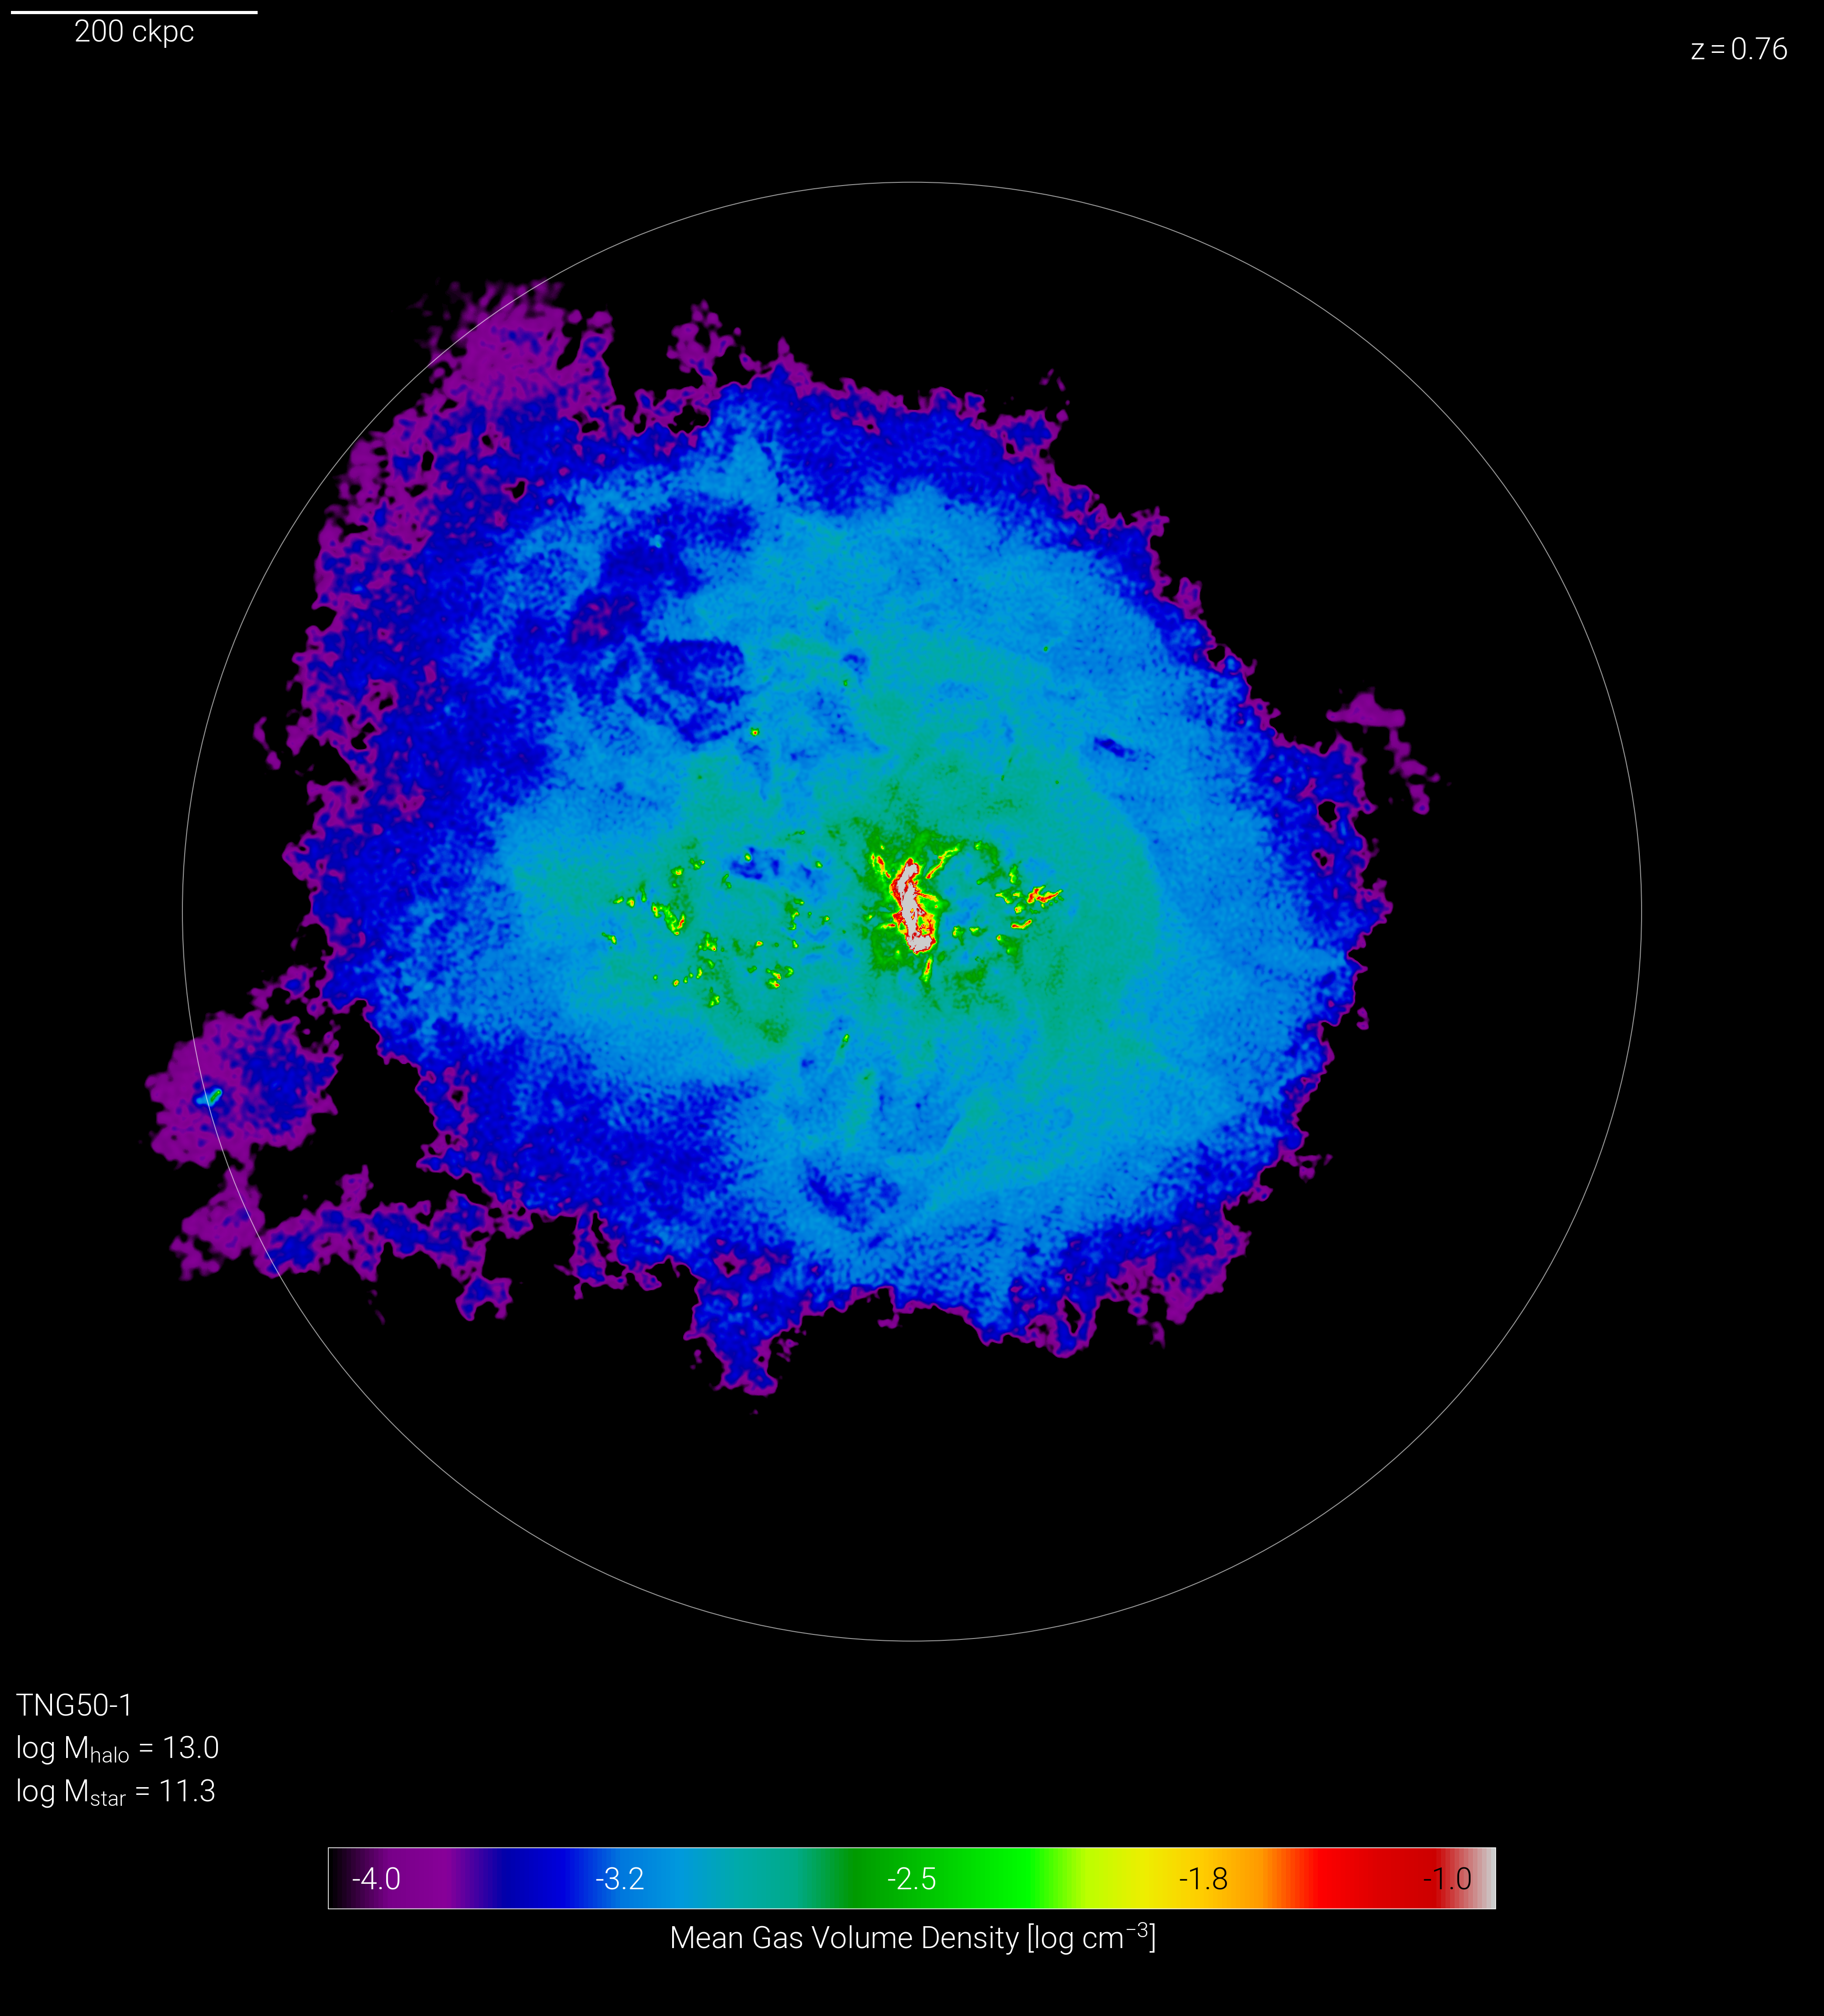 200 ckpc
z = 0.76
TNG50-1
log M_halo = 13.0
log M_star = 11.3
-4.0 -3.2 -2.5 -1.8 -1.0
Mean Gas Volume Density [log cm⁻³]